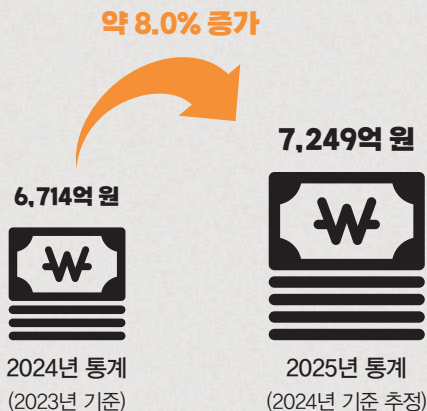 약 8.0% 증가
7,249억 원
6,714억 원
₩
₩
2024년 통계
(2023년 기준)
2025년 통계
(2024년 기준 추정)